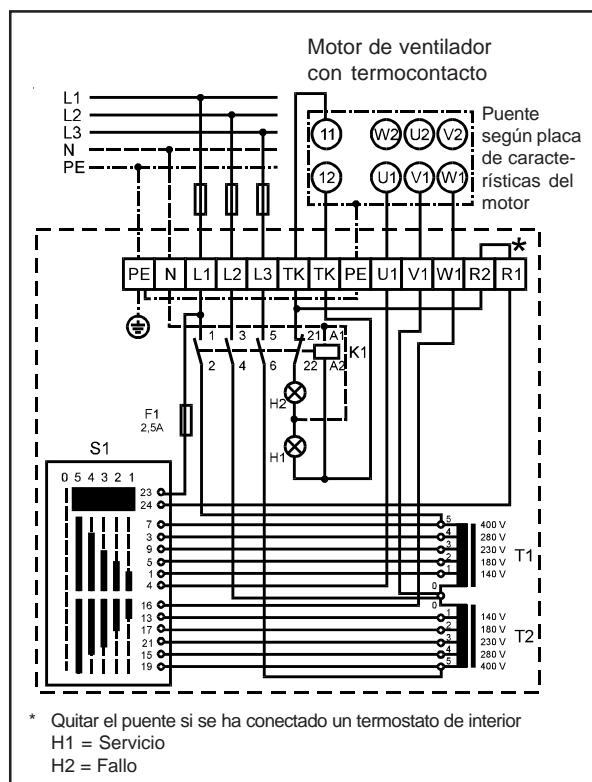 Motor de ventilador
con termocontacto
L1
L2
L3
N
PE
11 W2 U2 V2
12 U1 V1 W1
Puente
según placa
de caracte-
rísticas del
motor
*
PE N L1 L2 L3 TK TK PE U1 V1 W1 R2 R1
1 3 5 21 A1
K1
2 4 6 22 A2
H2
F1
2,5A
H1
S1
0 5 4 3 2 1
23
24
7 5 400 V
3 4 280 V
9 3 230 V
5 2 180 V
1 1 140 V
T1
4 0
16 0
13 1 140 V
17 2 180 V
21 3 230 V
15 4 280 V
19 5 400 V
T2
* Quitar el puente si se ha conectado un termostato de interior
H1 = Servicio
H2 = Fallo